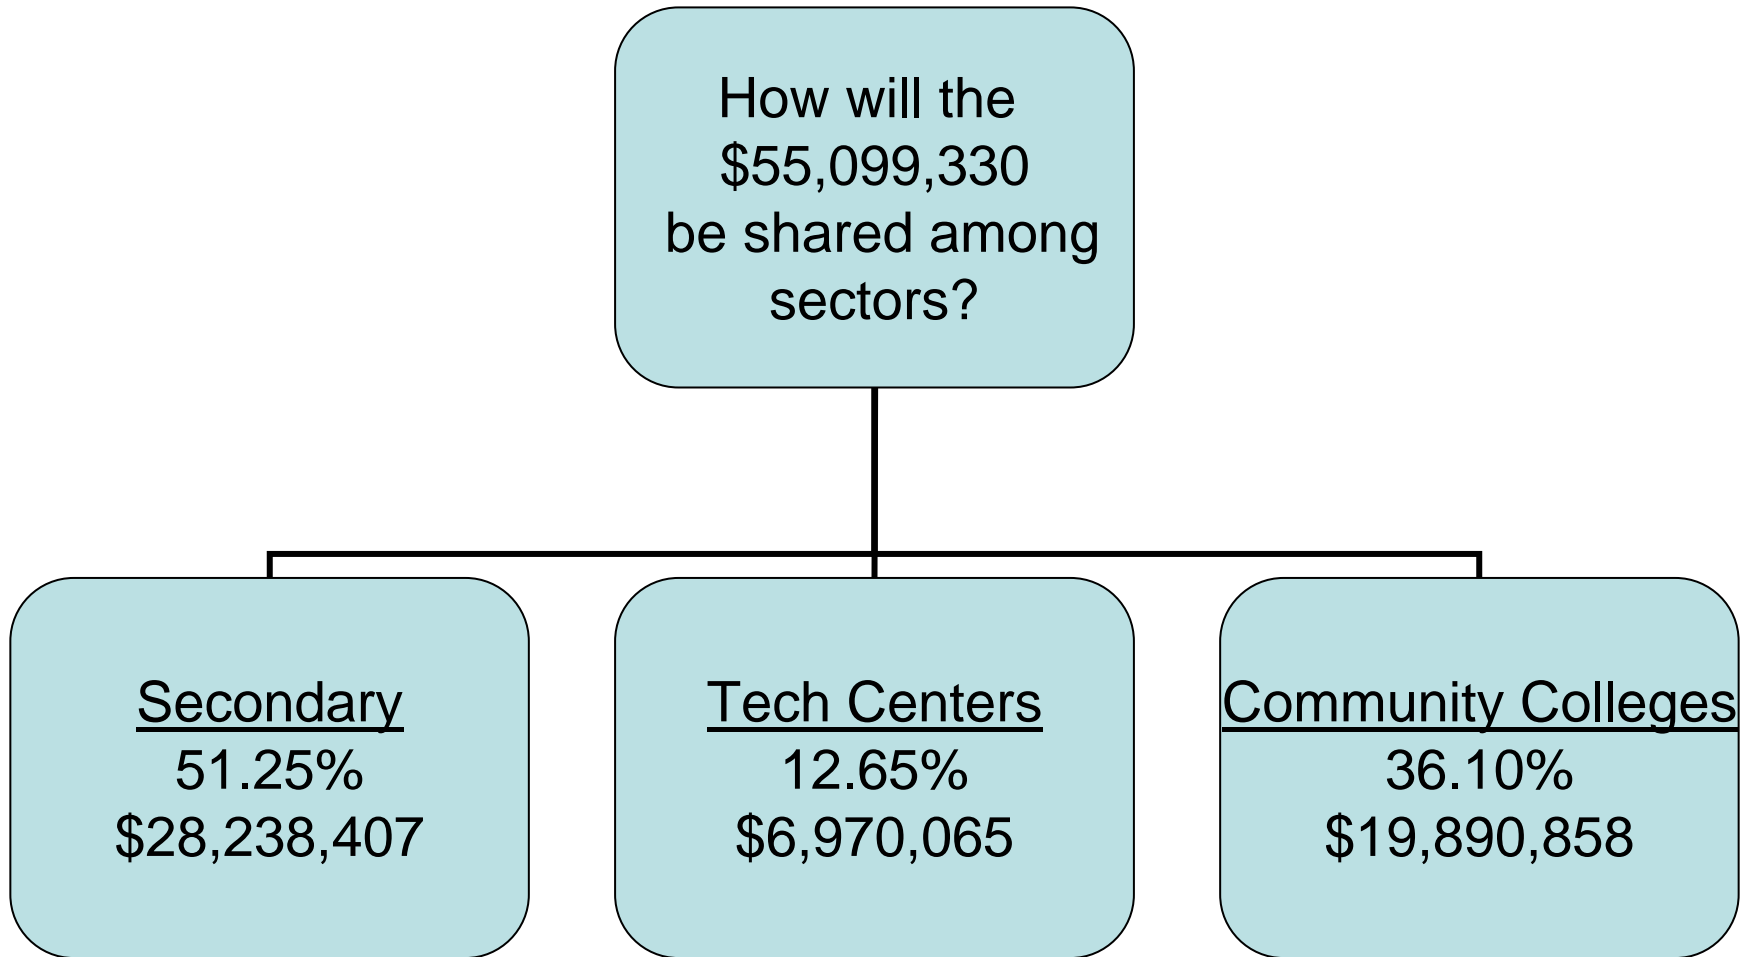 How will the
$55,099,330
be shared among
sectors?
Secondary
51.25%
$28,238,407
Tech Centers
12.65%
$6,970,065
Community Colleges
36.10%
$19,890,858